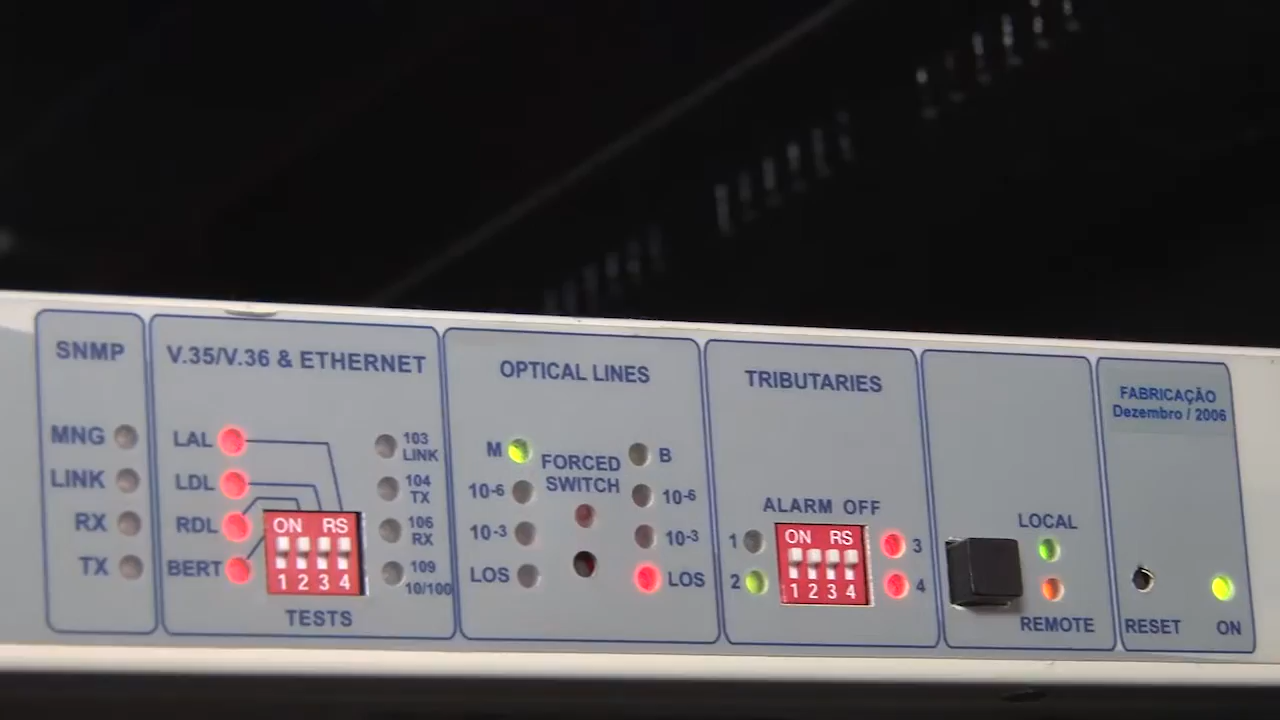 SNMP
MNG
LINK
RX
TX
V.35/V.36 & ETHERNET
LAL
LDL
RDL
BERT
ON RS
1 2 3 4
TESTS
103
LINK
104
TX
106
RX
109
10/100
OPTICAL LINES
M
10-6
10-3
LOS
FORCED
SWITCH
B
10-6
10-3
LOS
TRIBUTARIES
ALARM OFF
1
2
ON RS
1 2 3 4
3
4
LOCAL
REMOTE
FABRICAÇÃO
Dezembro / 2006
RESET
ON